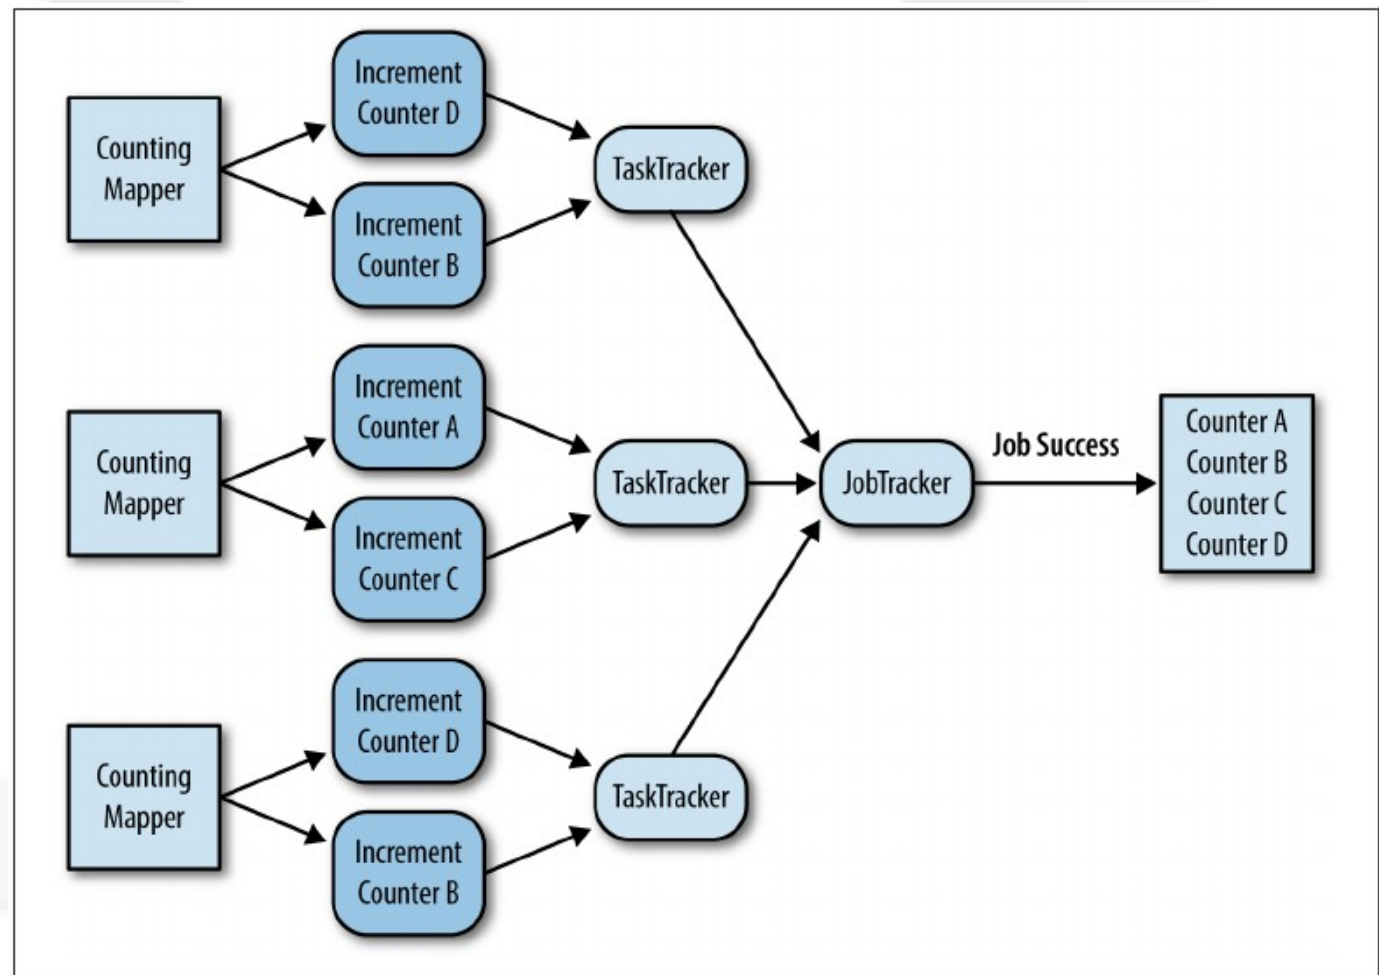 Counting
Mapper
Increment
Counter D
Increment
Counter B
TaskTracker
Counting
Mapper
Increment
Counter A
Increment
Counter C
TaskTracker
JobTracker
Job Success
Counter A
Counter B
Counter C
Counter D
Counting
Mapper
Increment
Counter D
Increment
Counter B
TaskTracker